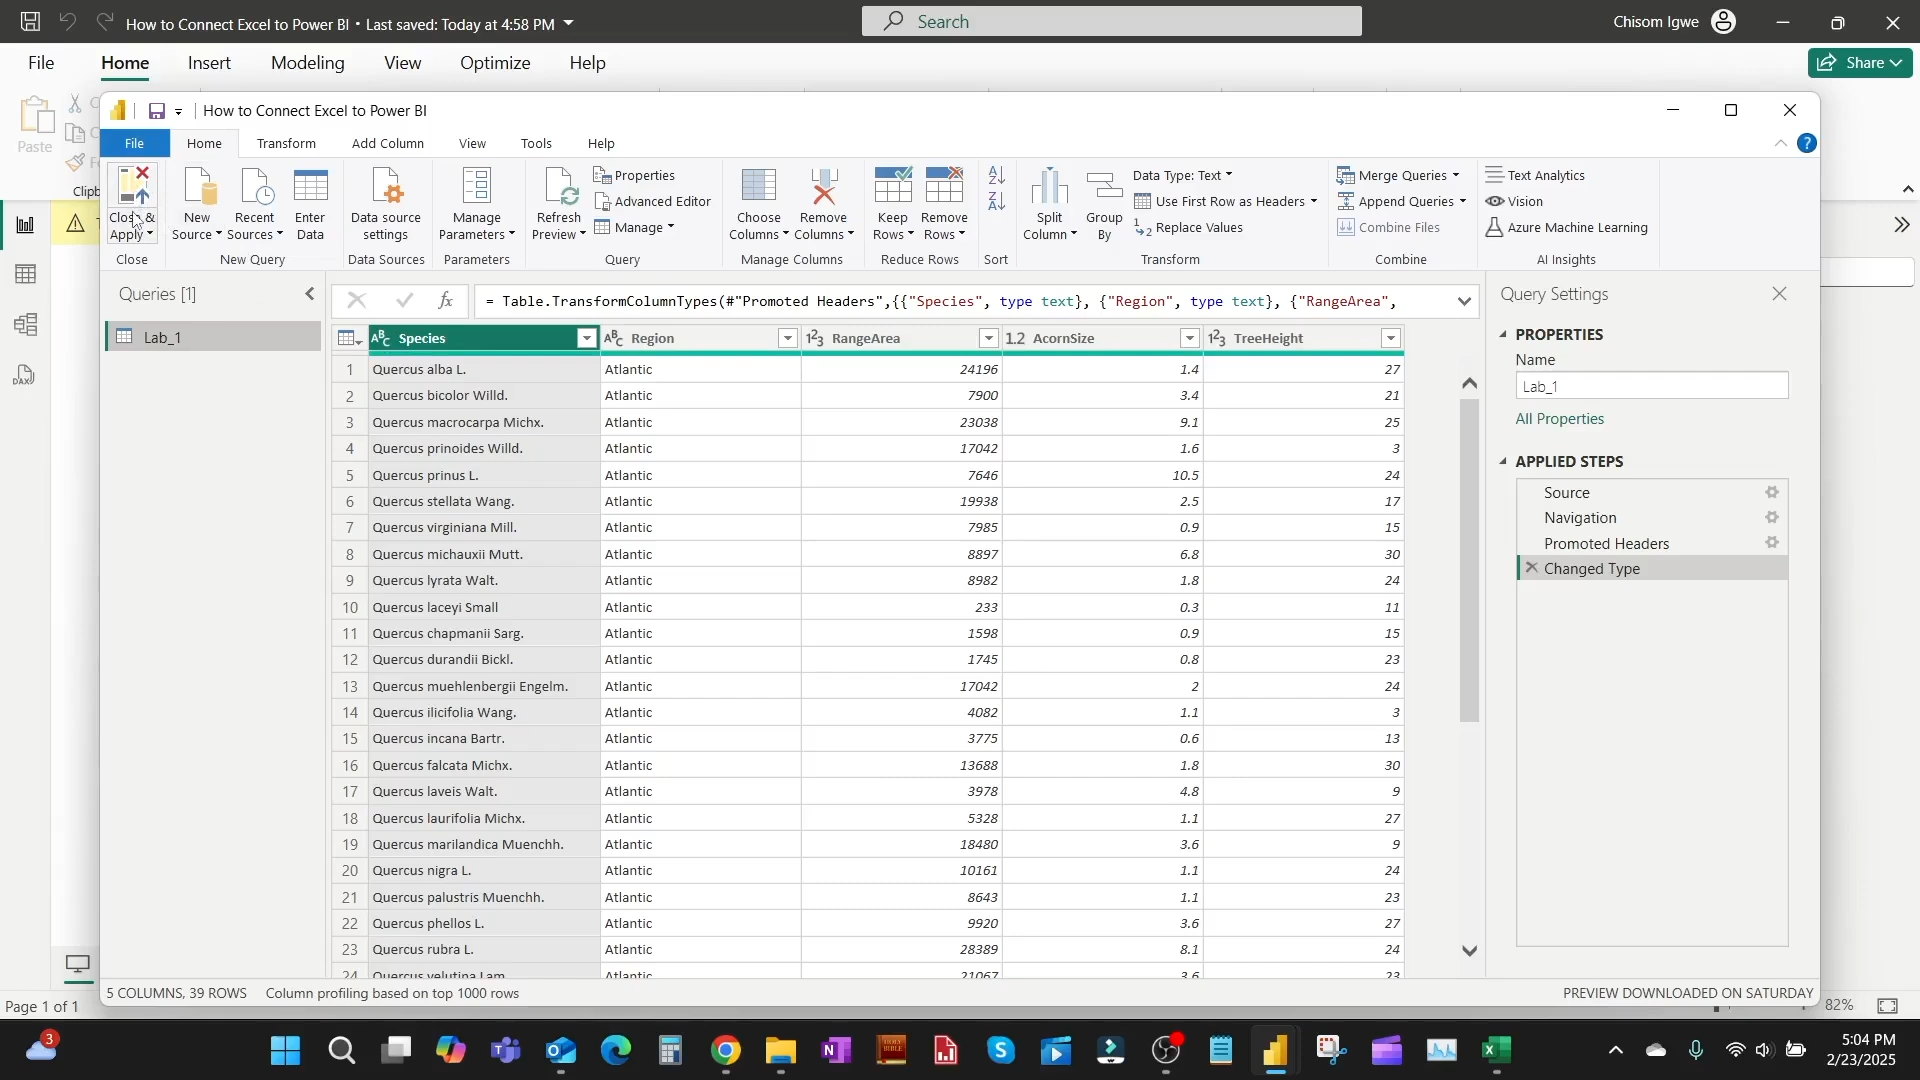 How to Connect Excel to Power BI • Last saved: Today at 4:58 PM
Search
Chisom Igwe
File
Home
Insert
Modeling
View
Optimize
Help
Share
Paste
Clipb
How to Connect Excel to Power BI
File
Home
Transform
Add Column
View
Tools
Help
Close & Apply
New Source
Recent Sources
Enter Data
Data source settings
Manage Parameters
Refresh Preview
Properties
Advanced Editor
Manage
Choose Columns
Remove Columns
Keep Rows
Remove Rows
Split Column
Group By
Data Type: Text
Use First Row as Headers
Replace Values
Merge Queries
Append Queries
Combine Files
Text Analytics
Vision
Azure Machine Learning
Close
New Query
Data Sources
Parameters
Query
Manage Columns
Reduce Rows
Sort
Transform
Combine
AI Insights
Queries [1]
Lab_1
= Table.TransformColumnTypes(#"Promoted Headers",{{"Species", type text}, {"Region", type text}, {"RangeArea",
Species Region RangeArea AcornSize TreeHeight
1 Quercus alba L. Atlantic 24196 1.4 27
2 Quercus bicolor Willd. Atlantic 7900 3.4 21
3 Quercus macrocarpa Michx. Atlantic 23038 9.1 25
4 Quercus prinoides Willd. Atlantic 17042 1.6 3
5 Quercus prinus L. Atlantic 7646 10.5 24
6 Quercus stellata Wang. Atlantic 19938 2.5 17
7 Quercus virginiana Mill. Atlantic 7985 0.9 15
8 Quercus michauxii Mutt. Atlantic 8897 6.8 30
9 Quercus lyrata Walt. Atlantic 8982 1.8 24
10 Quercus laceyi Small Atlantic 233 0.3 11
11 Quercus chapmanii Sarg. Atlantic 1598 0.9 15
12 Quercus durandii Bickl. Atlantic 1745 0.8 23
13 Quercus muehlenbergii Engelm. Atlantic 17042 2 24
14 Quercus ilicifolia Wang. Atlantic 4082 1.1 3
15 Quercus incana Bartr. Atlantic 3775 0.6 13
16 Quercus falcata Michx. Atlantic 13688 1.8 30
17 Quercus laveis Walt. Atlantic 3978 4.8 9
18 Quercus laurifolia Michx. Atlantic 5328 1.1 27
19 Quercus marilandica Muenchh. Atlantic 18480 3.6 9
20 Quercus nigra L. Atlantic 10161 1.1 24
21 Quercus palustris Muenchh. Atlantic 8643 1.1 23
22 Quercus phellos L. Atlantic 9920 3.6 27
23 Quercus rubra L. Atlantic 28389 8.1 24
24 Quercus velutina Lam. Atlantic 21067 3.6 23
Query Settings
PROPERTIES
Name
Lab_1
All Properties
APPLIED STEPS
Source
Navigation
Promoted Headers
Changed Type
5 COLUMNS, 39 ROWS
Column profiling based on top 1000 rows
PREVIEW DOWNLOADED ON SATURDAY
Page 1 of 1
82%
3
5:04 PM
2/23/2025